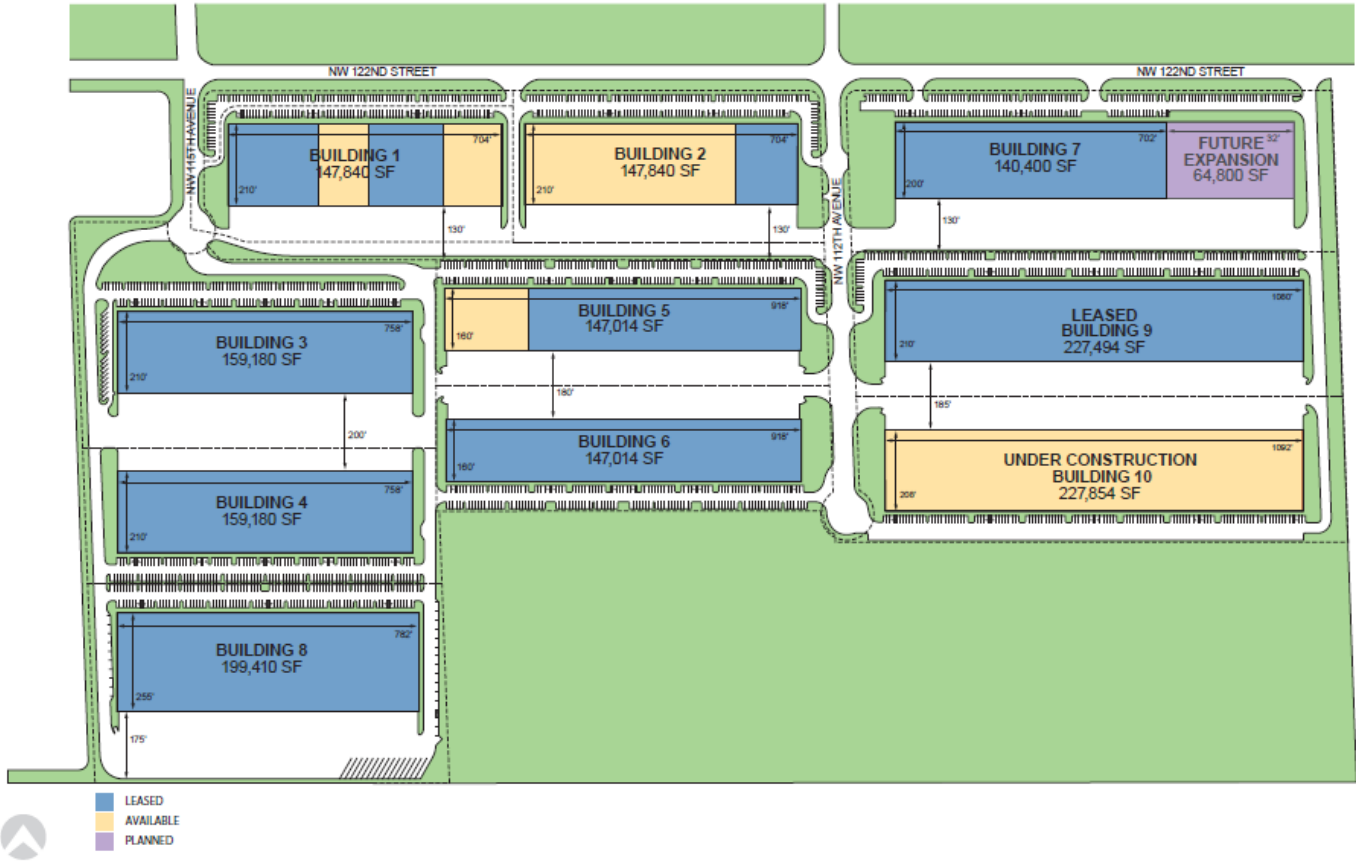 NW 122ND STREET
NW 122ND STREET
NW 115TH AVENUE
BUILDING 1
147,840 SF
704'
210'
130'
BUILDING 2
147,840 SF
704'
210'
130'
NW 112TH AVENUE
BUILDING 7
140,400 SF
702'
200'
130'
FUTURE 32'
EXPANSION
64,800 SF
BUILDING 3
159,180 SF
758'
210'
200'
BUILDING 5
147,014 SF
918'
160'
180'
LEASED
BUILDING 9
227,494 SF
1080'
210'
185'
BUILDING 6
147,014 SF
918'
160'
UNDER CONSTRUCTION
BUILDING 10
227,854 SF
1092'
208'
BUILDING 4
159,180 SF
758'
210'
BUILDING 8
199,410 SF
782'
255'
175'
LEASED
AVAILABLE
PLANNED